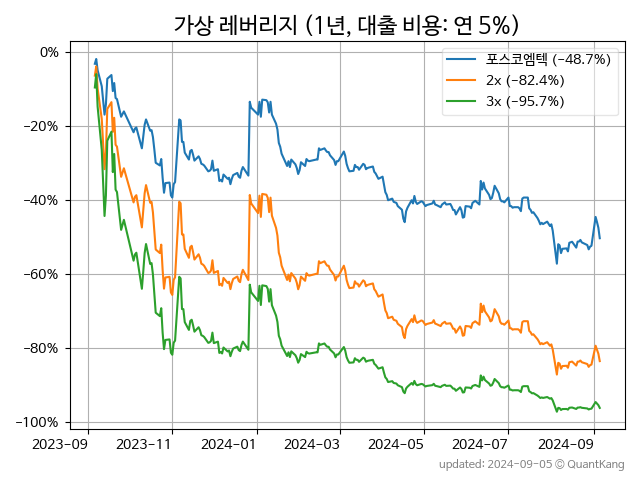 가상 레버리지 (1년, 대출 비용: 연 5%)
포스코엠텍 (−48.7%)
2x (−82.4%)
3x (−95.7%)
0%
−20%
−40%
−60%
−80%
−100%
2023-09 2023-11 2024-01 2024-03 2024-05 2024-07 2024-09
updated: 2024-09-05 © QuantKang